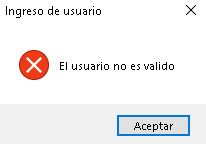 Ingreso de usuario
El usuario no es valido
Aceptar